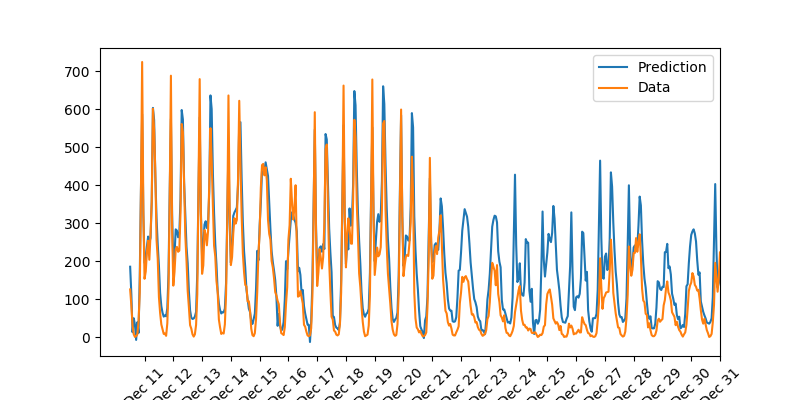 Prediction
Data
700
600
500
400
300
200
100
0
Dec 11
Dec 12
Dec 13
Dec 14
Dec 15
Dec 16
Dec 17
Dec 18
Dec 19
Dec 20
Dec 21
Dec 22
Dec 23
Dec 24
Dec 25
Dec 26
Dec 27
Dec 28
Dec 29
Dec 30
Dec 31